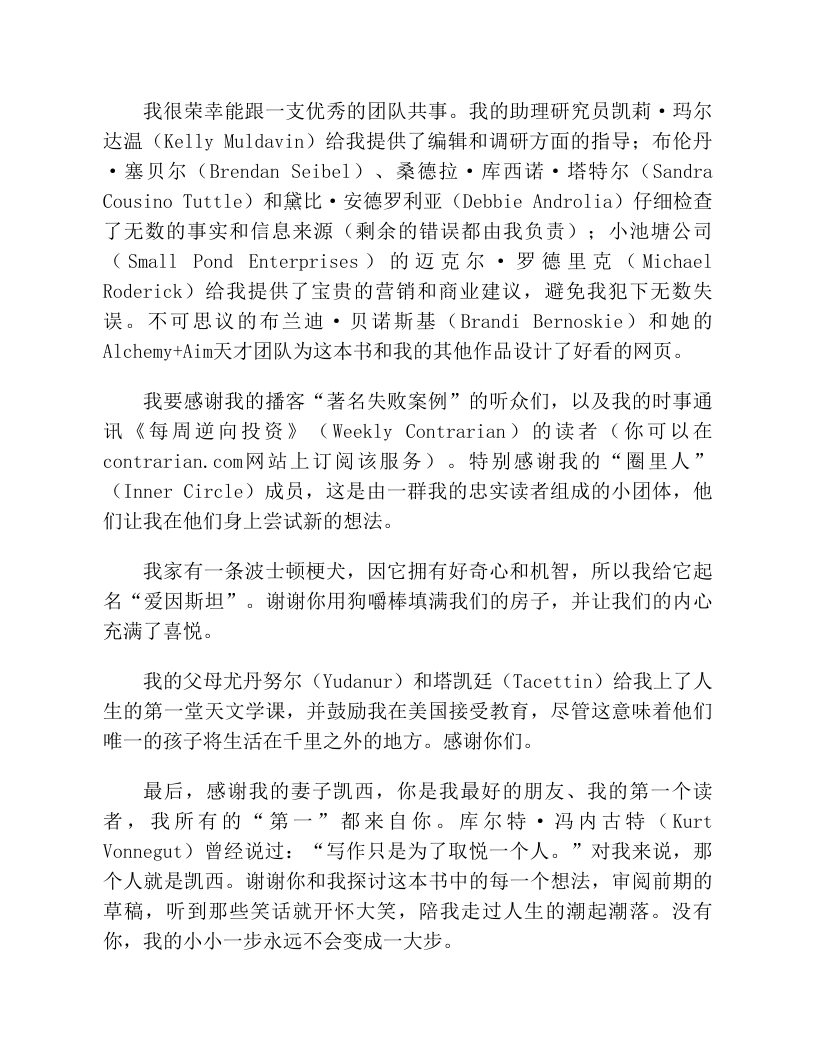 我很荣幸能跟一支优秀的团队共事。我的助理研究员凯莉·玛尔
达温（Kelly Muldavin）给我提供了编辑和调研方面的指导；布伦丹
·塞贝尔（Brendan Seibel）、桑德拉·库西诺·塔特尔（Sandra
Cousino Tuttle）和黛比·安德罗利亚（Debbie Androlia）仔细检查
了无数的事实和信息来源（剩余的错误都由我负责）；小池塘公司
（Small Pond Enterprises）的迈克尔·罗德里克（Michael
Roderick）给我提供了宝贵的营销和商业建议，避免我犯下无数失
误。不可思议的布兰迪·贝诺斯基（Brandi Bernoskie）和她的
Alchemy+Aim天才团队为这本书和我的其他作品设计了好看的网页。
我要感谢我的播客“著名失败案例”的听众们，以及我的时事通
讯《每周逆向投资》（Weekly Contrarian）的读者（你可以在
contrarian.com网站上订阅该服务）。特别感谢我的“圈里人”
（Inner Circle）成员，这是由一群我的忠实读者组成的小团体，他
们让我在他们身上尝试新的想法。
我家有一条波士顿梗犬，因它拥有好奇心和机智，所以我给它起
名“爱因斯坦”。谢谢你用狗嚼棒填满我们的房子，并让我们的内心
充满了喜悦。
我的父母尤丹努尔（Yudanur）和塔凯廷（Tacettin）给我上了人
生的第一堂天文学课，并鼓励我在美国接受教育，尽管这意味着他们
唯一的孩子将生活在千里之外的地方。感谢你们。
最后，感谢我的妻子凯西，你是我最好的朋友、我的第一个读
者，我所有的“第一”都来自你。库尔特·冯内古特（Kurt
Vonnegut）曾经说过：“写作只是为了取悦一个人。”对我来说，那
个人就是凯西。谢谢你和我探讨这本书中的每一个想法，审阅前期的
草稿，听到那些笑话就开怀大笑，陪我走过人生的潮起潮落。没有
你，我的小小一步永远不会变成一大步。